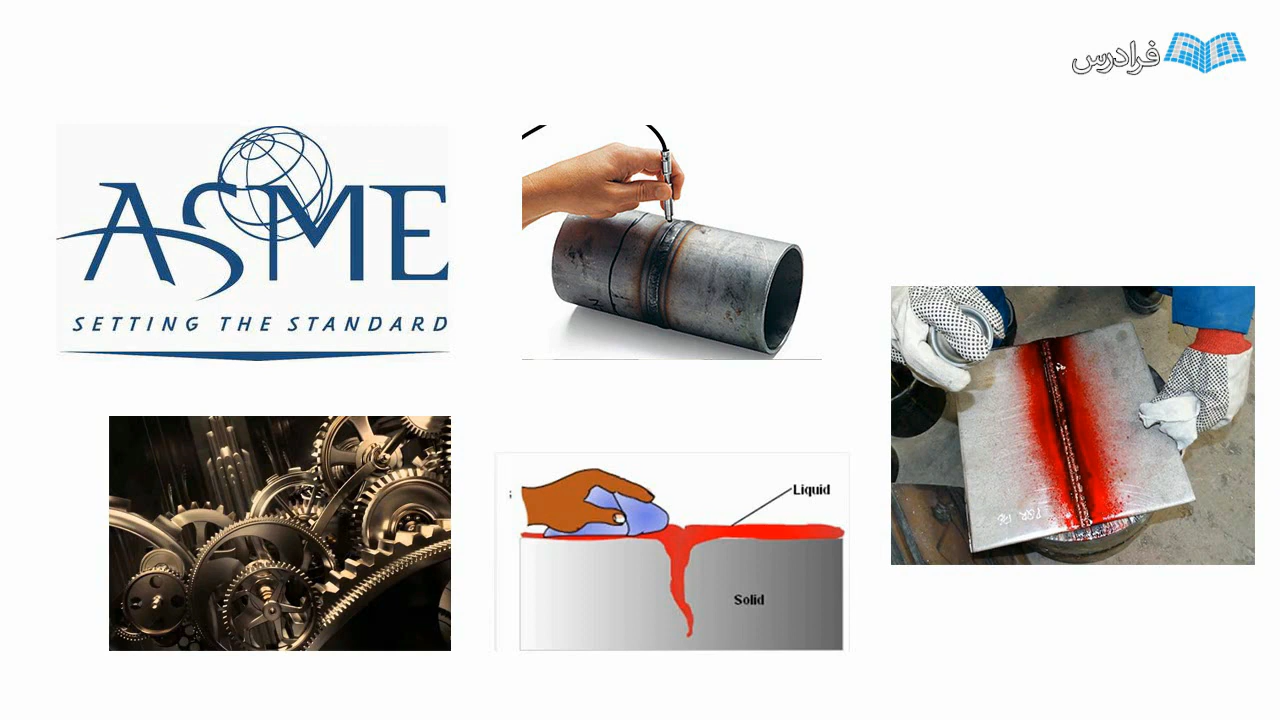 فرادرس
ASME
SETTING THE STANDARD
Liquid
Solid